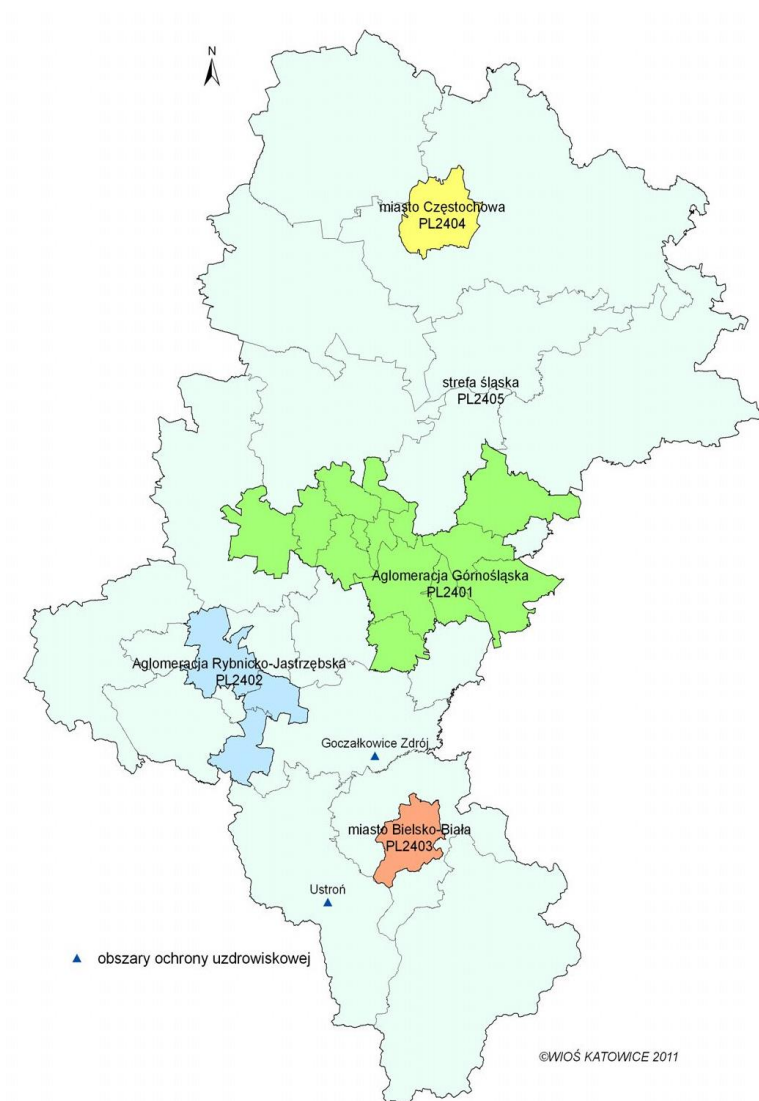 N
miasto Częstochowa
PL2404
strefa śląska
PL2405
Aglomeracja Górnośląska
PL2401
Aglomeracja Rybnicko-Jastrzębska
PL2402
Goczałkowice Zdrój
miasto Bielsko-Biała
PL2403
Ustroń
obszary ochrony uzdrowiskowej
©WIOŚ KATOWICE 2011